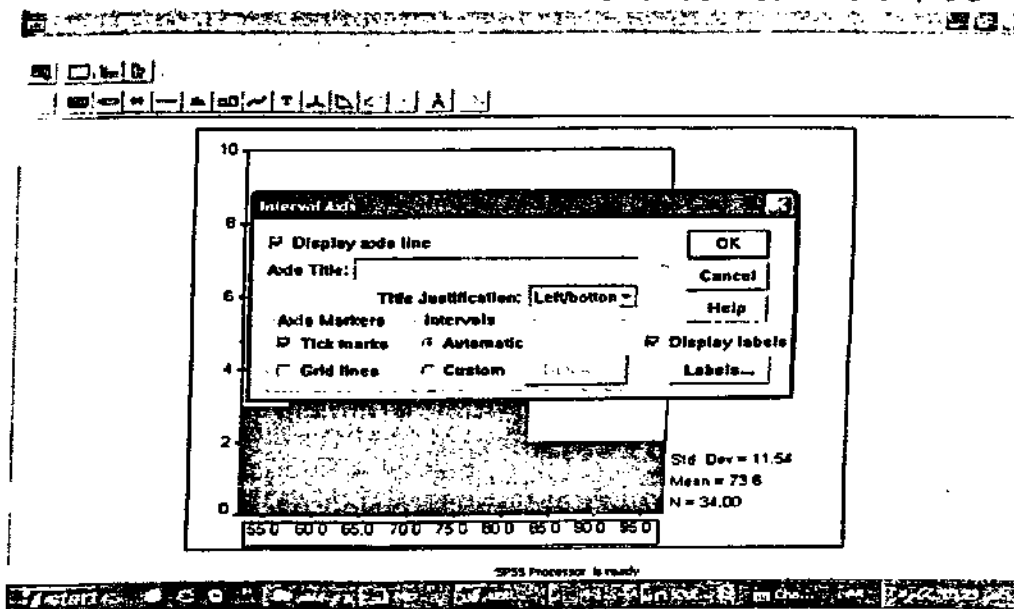 10
8
6
4
2
0
Interval Axis
Display axis line
OK
Axis Title:
Cancel
Title Justification: Left/bottom
Help
Axis Markers
Intervals
Tick marks
Automatic
Display labels
Grid lines
Custom
Labels...
Std. Dev = 11.54
Mean = 73.6
N = 34.00
55.0 60.0 65.0 70.0 75.0 80.0 85.0 90.0 95.0
SPSS Processor is ready
start